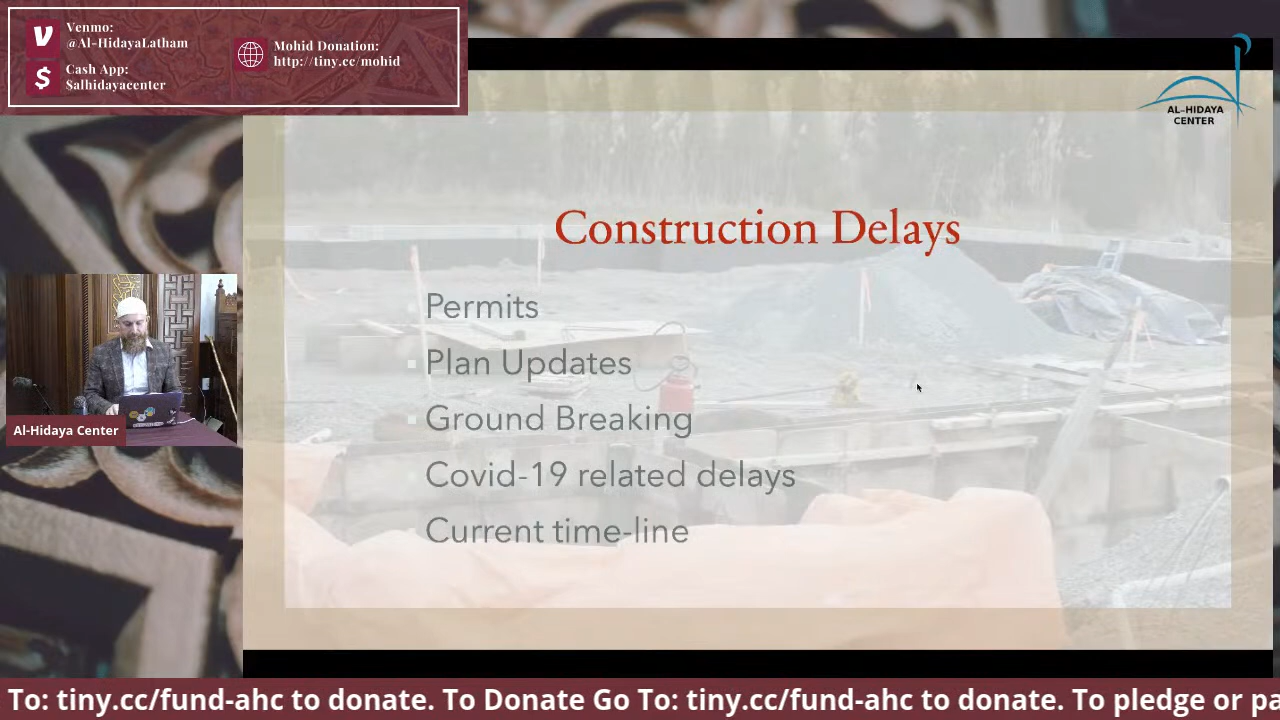 Venmo:
@Al-HidayaLatham
Cash App:
$alhidayacenter
Mohid Donation:
http://tiny.cc/mohid
AL-HIDAYA
CENTER
Construction Delays
Permits
Plan Updates
Ground Breaking
Covid-19 related delays
Current time-line
Al-Hidaya Center
To: tiny.cc/fund-ahc to donate. To Donate Go To: tiny.cc/fund-ahc to donate. To pledge or pa